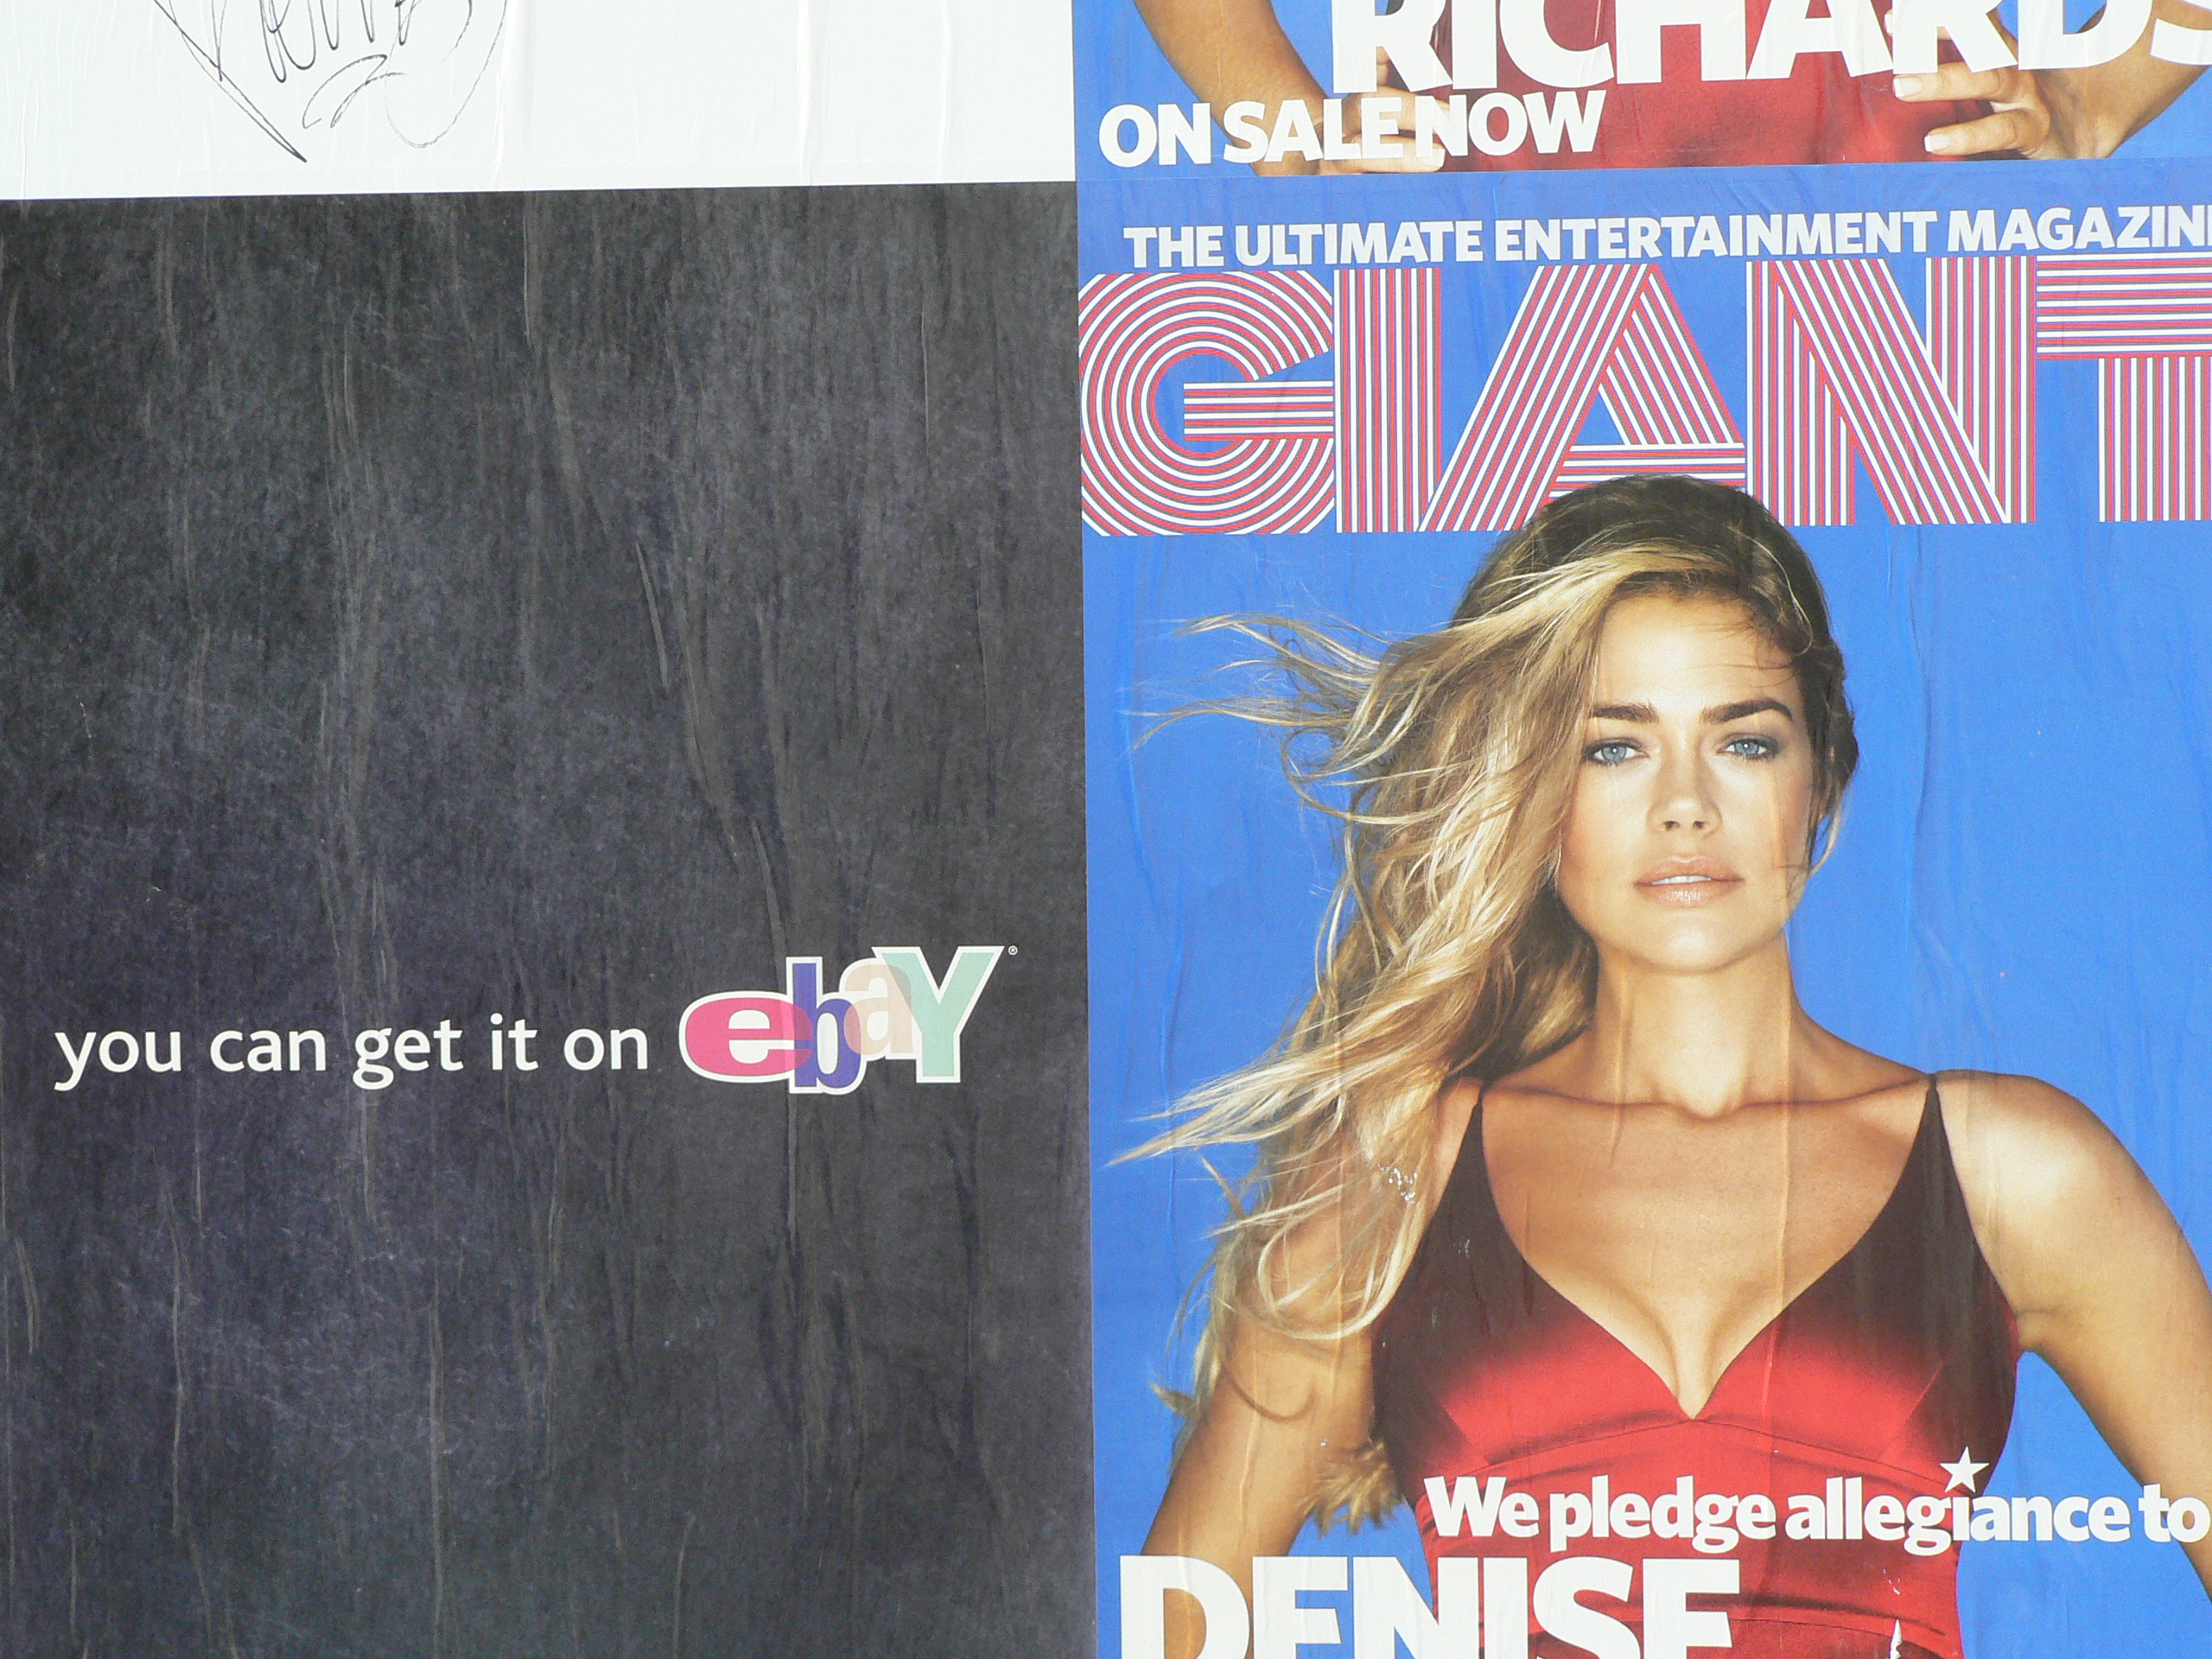 RICHARDS
ON SALE NOW
THE ULTIMATE ENTERTAINMENT MAGAZINE
GIANT
you can get it on ebaY®
We pledge allegiance to
DENISE